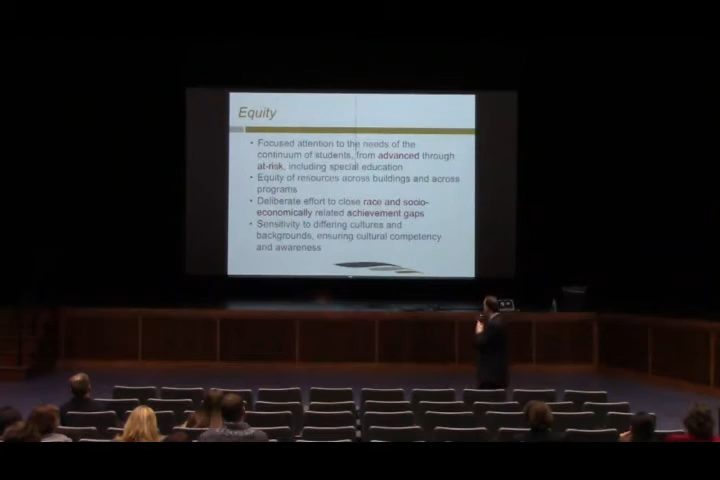 Equity
• Focused attention to the needs of the
continuum of students, from advanced through
at-risk, including special education
• Equity of resources across buildings and across
programs
• Deliberate effort to close race and socio-
economically related achievement gaps
• Sensitivity to differing cultures and
backgrounds, ensuring cultural competency
and awareness